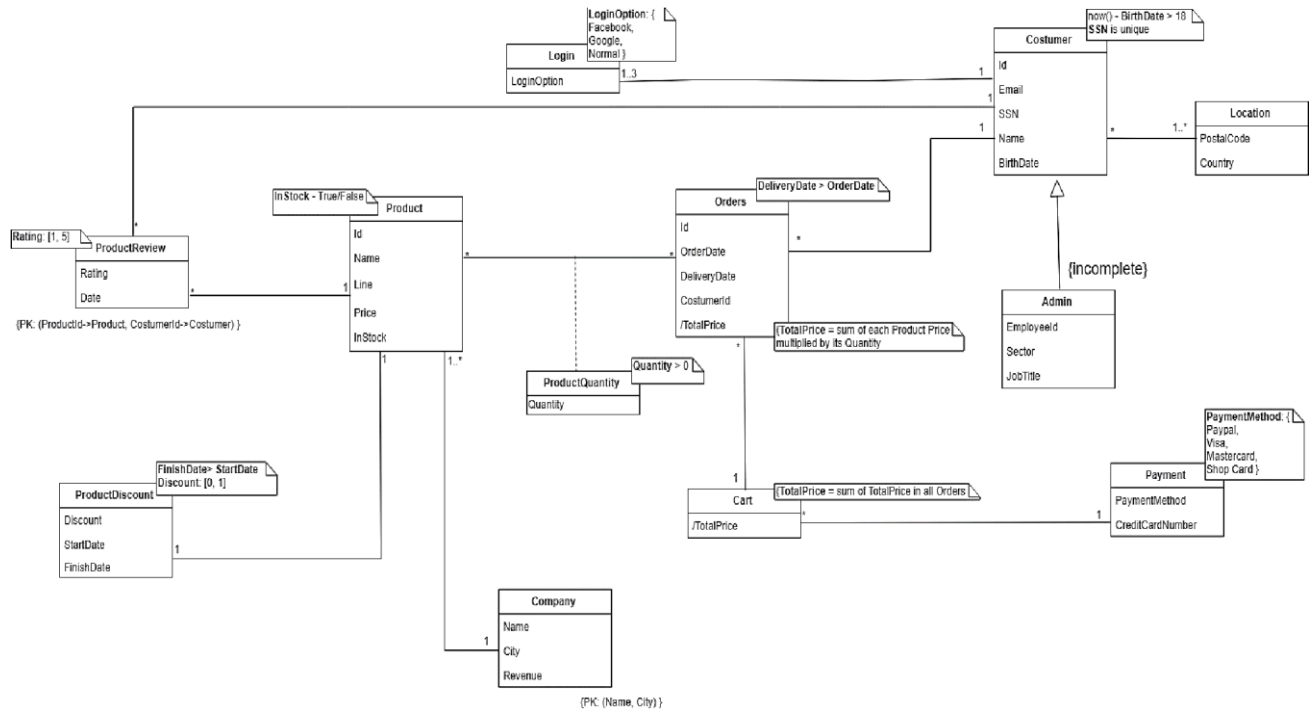 LoginOption: {
Facebook,
Google,
Normal }
Login
LoginOption
1..3
1
now() - BirthDate > 18
SSN is unique
Costumer
Id
Email
SSN
Name
BirthDate
1
1
*
1..*
Location
PostalCode
Country
InStock - True/False
Product
Id
Name
Line
Price
InStock
DeliveryDate > OrderDate
Orders
Id
OrderDate
DeliveryDate
CostumerId
/TotalPrice
*
*
*
{TotalPrice = sum of each Product Price
multiplied by its Quantity
*
Rating: [1, 5]
ProductReview
Rating
Date
*
*
1
{PK: (ProductId->Product, CostumerId->Costumer) }
1
1..*
{incomplete}
Admin
EmployeeId
Sector
JobTitle
Quantity > 0
ProductQuantity
Quantity
PaymentMethod: {
Paypal,
Visa,
Mastercard,
Shop Card }
Payment
PaymentMethod
CreditCardNumber
FinishDate> StartDate
Discount: [0, 1]
ProductDiscount
Discount
StartDate
FinishDate
1
1
{TotalPrice = sum of TotalPrice in all Orders
Cart
/TotalPrice
*
1
Company
Name
City
Revenue
1
{PK: (Name, City) }